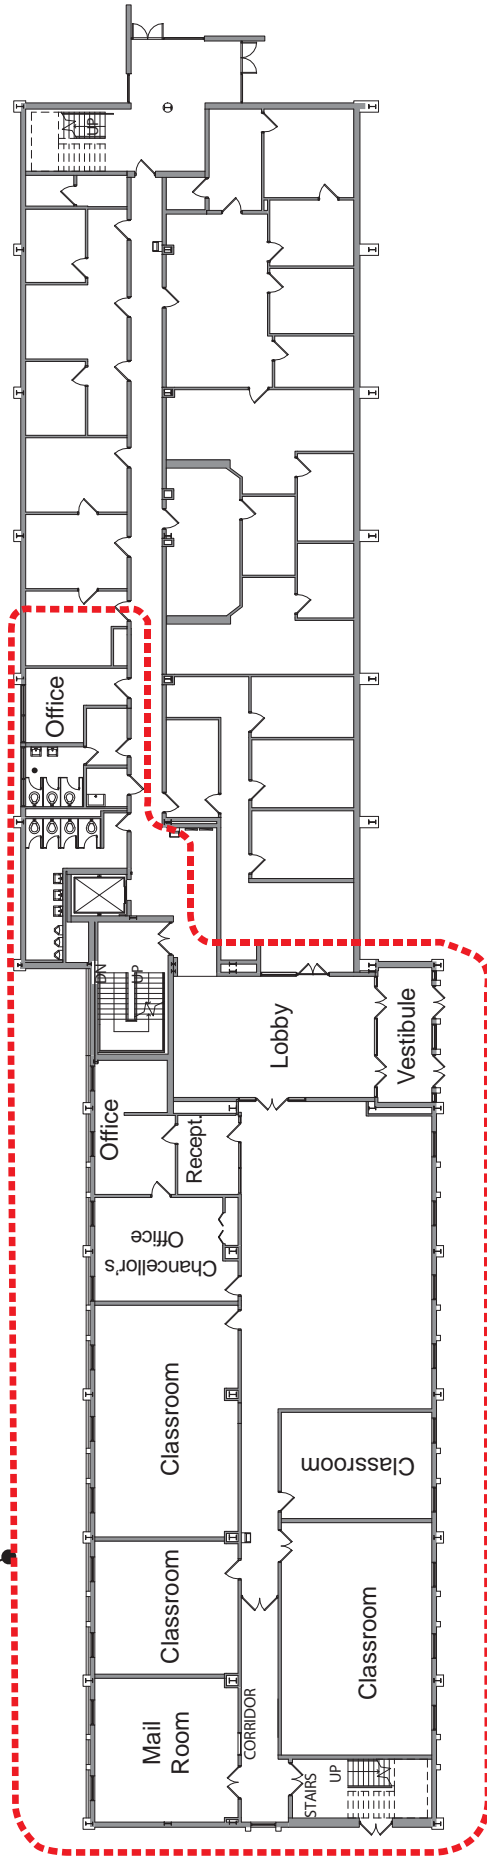 UP
Office
DN
UP
Lobby
Vestibule
Office
Recept.
Chancellor's
Office
Classroom
Classroom
Classroom
Classroom
Mail
Room
CORRIDOR
STAIRS
UP